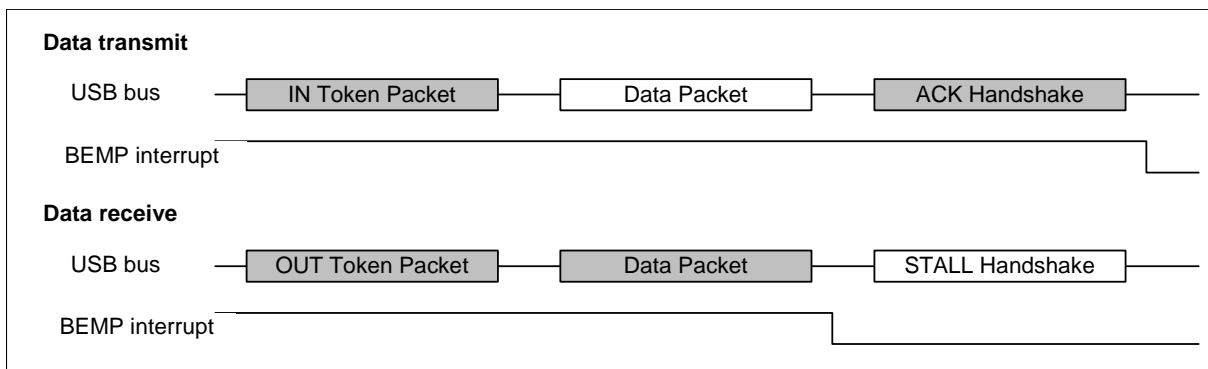 Data transmit
USB bus IN Token Packet Data Packet ACK Handshake
BEMP interrupt
Data receive
USB bus OUT Token Packet Data Packet STALL Handshake
BEMP interrupt